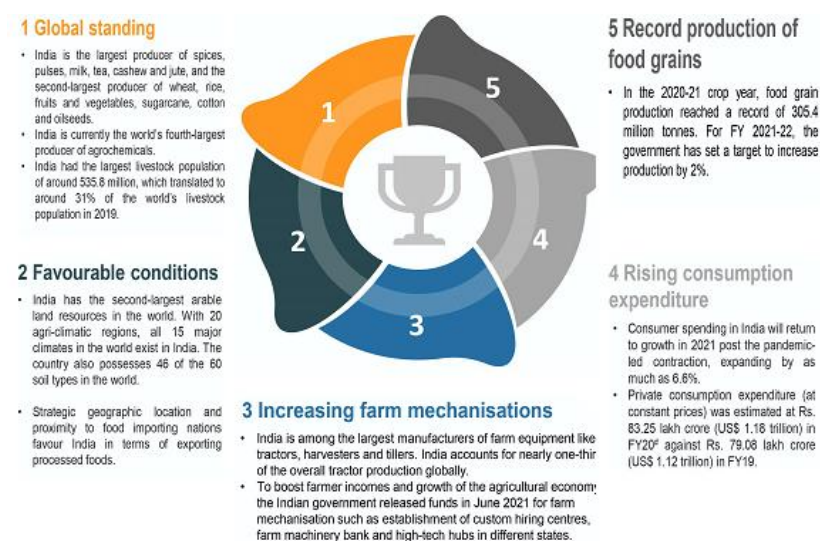 1 Global standing
• India is the largest producer of spices,
pulses, milk, tea, cashew and jute, and the
second-largest producer of wheat, rice,
fruits and vegetables, sugarcane, cotton
and oilseeds.
• India is currently the world's fourth-largest
producer of agrochemicals.
• India had the largest livestock population
of around 535.8 million, which translated to
around 31% of the world's livestock
population in 2019.
2 Favourable conditions
• India has the second-largest arable
land resources in the world. With 20
agri-climatic regions, all 15 major
climates in the world exist in India. The
country also possesses 46 of the 60
soil types in the world.
• Strategic geographic location and
proximity to food importing nations
favour India in terms of exporting
processed foods.
1
2
3
4
5
3 Increasing farm mechanisations
• India is among the largest manufacturers of farm equipment like
tractors, harvesters and tillers. India accounts for nearly one-thir
of the overall tractor production globally.
• To boost farmer incomes and growth of the agricultural economy
the Indian government released funds in June 2021 for farm
mechanisation such as establishment of custom hiring centres,
farm machinery bank and high-tech hubs in different states.
5 Record production of
food grains
• In the 2020-21 crop year, food grain
production reached a record of 305.4
million tonnes. For FY 2021-22, the
government has set a target to increase
production by 2%.
4 Rising consumption
expenditure
• Consumer spending in India will return
to growth in 2021 post the pandemic-
led contraction, expanding by as
much as 6.6%.
• Private consumption expenditure (at
constant prices) was estimated at Rs.
83.25 lakh crore (US$ 1.18 trillion) in
FY20# against Rs. 79.08 lakh crore
(US$ 1.12 trillion) in FY19.